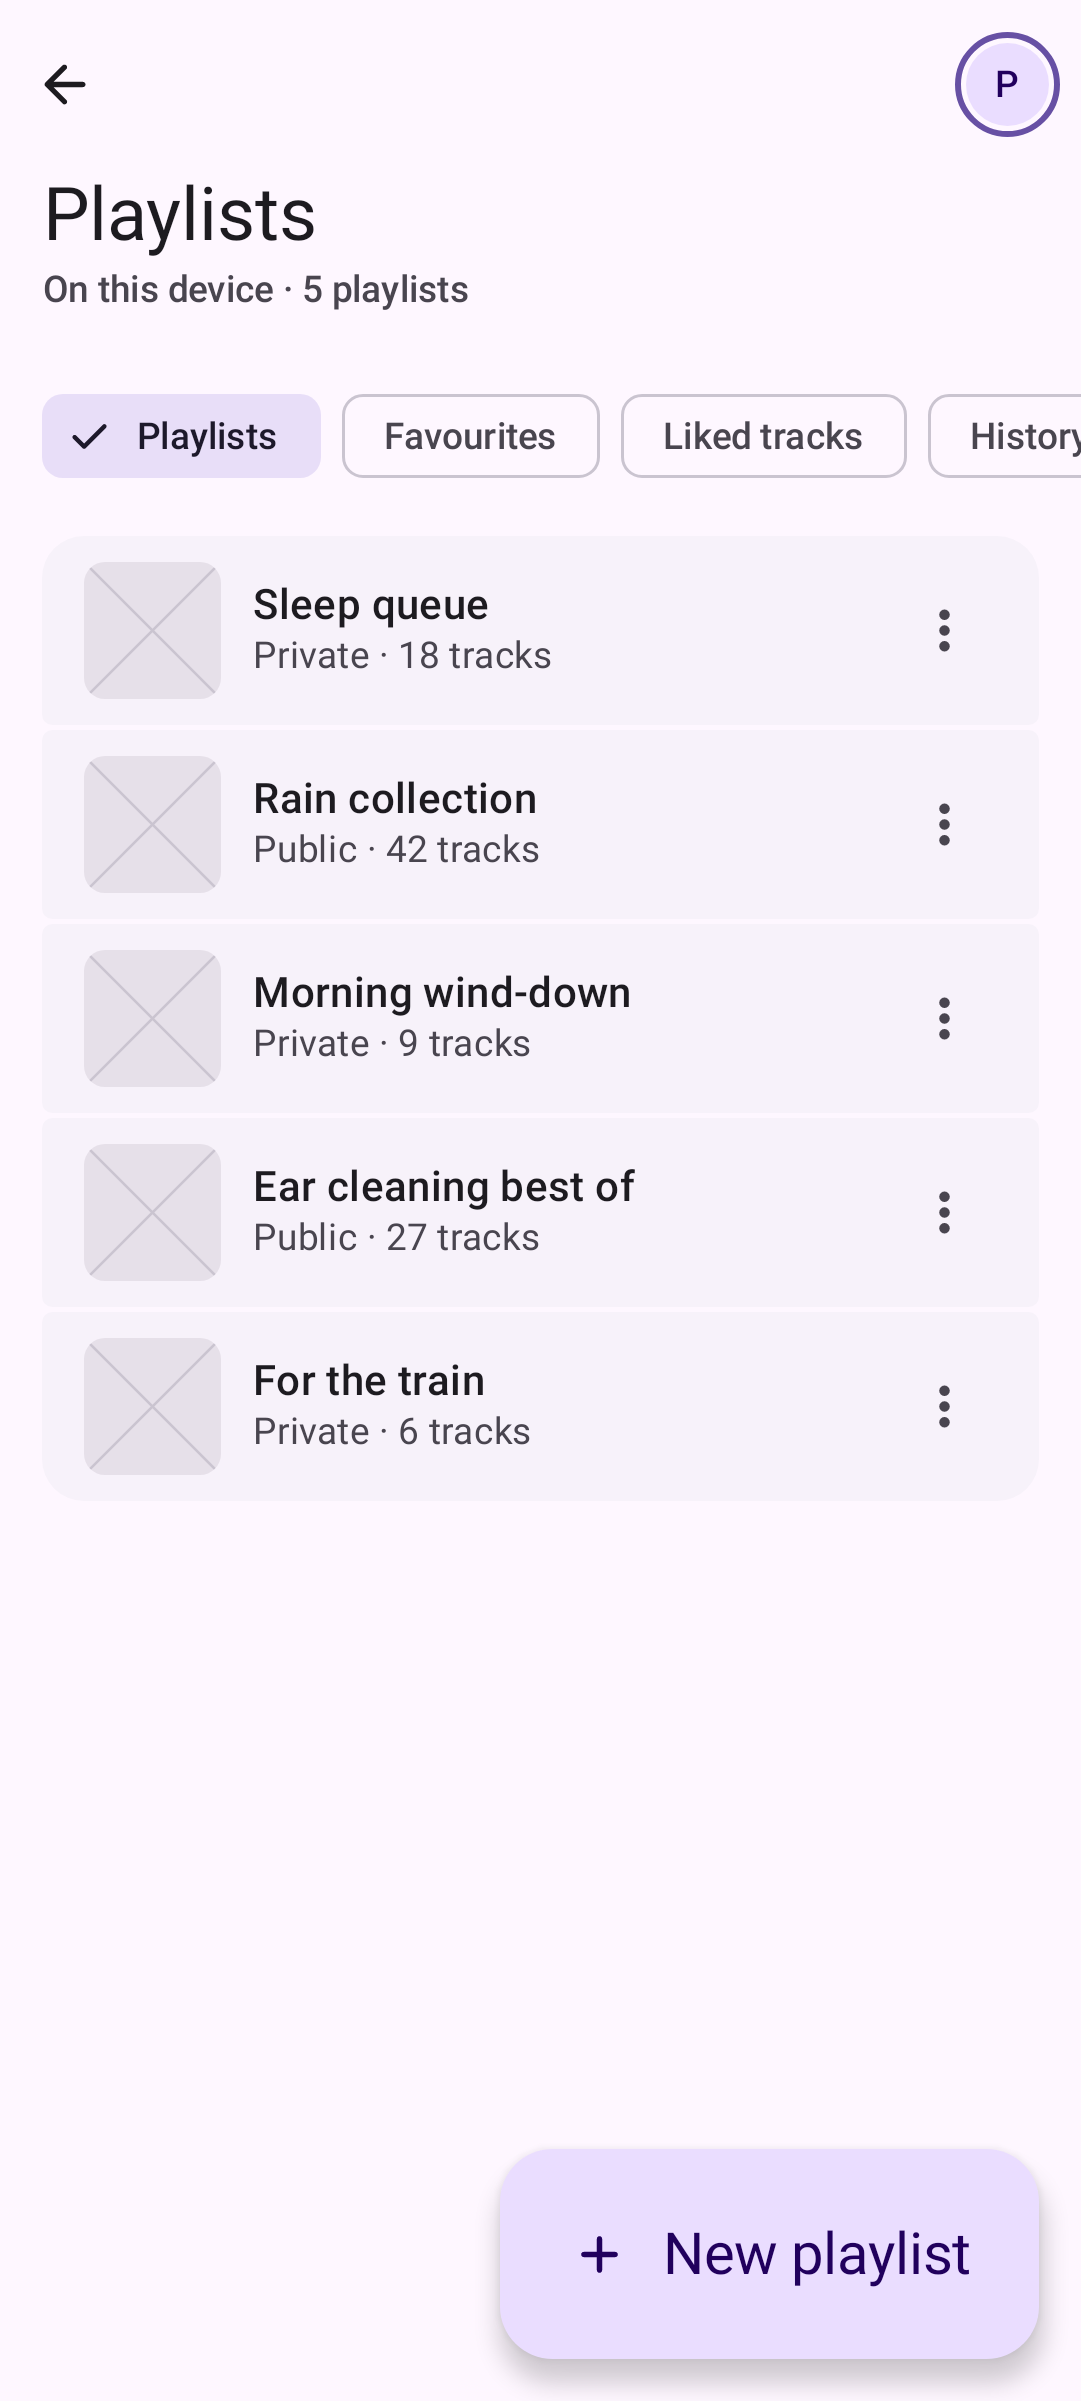 P
Playlists
On this device · 5 playlists
Playlists
Favourites
Liked tracks
History
Sleep queue
Private · 18 tracks
Rain collection
Public · 42 tracks
Morning wind-down
Private · 9 tracks
Ear cleaning best of
Public · 27 tracks
For the train
Private · 6 tracks
New playlist